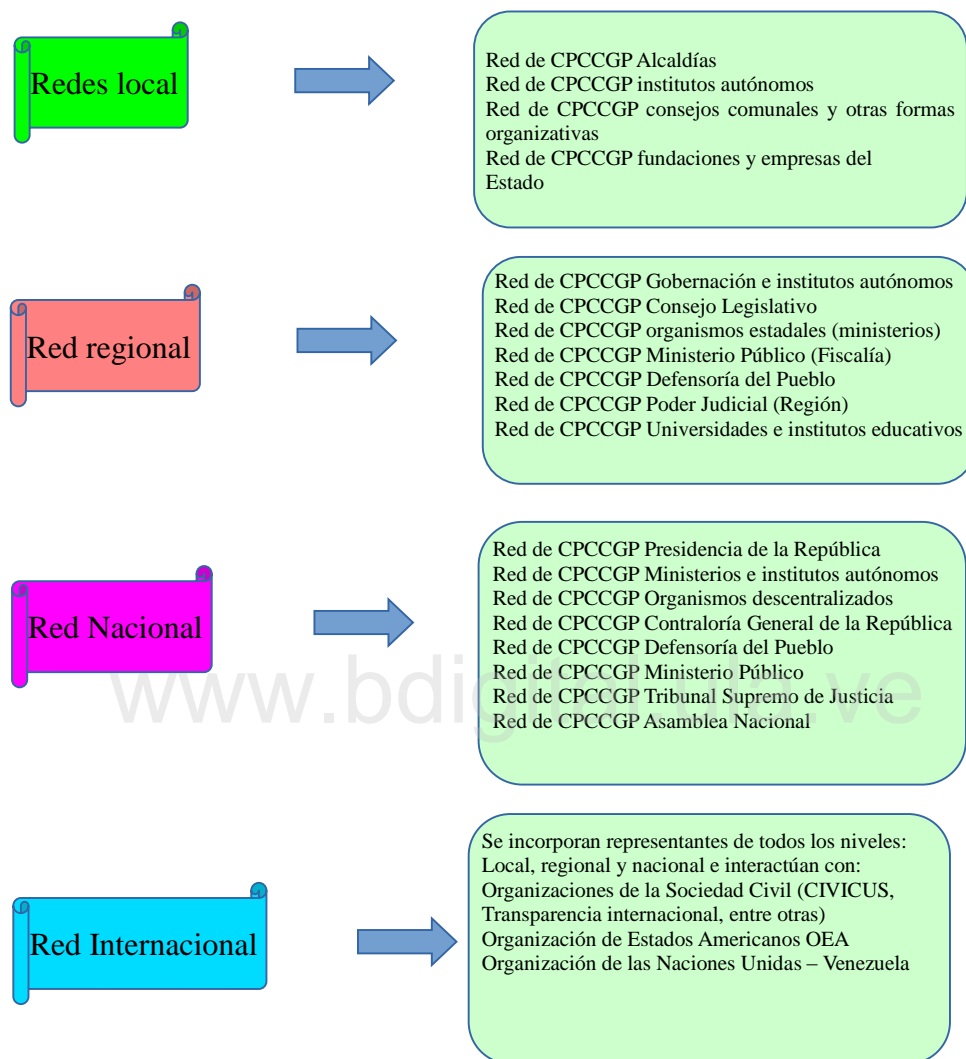 Redes local
Red de CPCCGP Alcaldías
Red de CPCCGP institutos autónomos
Red de CPCCGP consejos comunales y otras formas
organizativas
Red de CPCCGP fundaciones y empresas del
Estado
Red regional
Red de CPCCGP Gobernación e institutos autónomos
Red de CPCCGP Consejo Legislativo
Red de CPCCGP organismos estadales (ministerios)
Red de CPCCGP Ministerio Público (Fiscalía)
Red de CPCCGP Defensoría del Pueblo
Red de CPCCGP Poder Judicial (Región)
Red de CPCCGP Universidades e institutos educativos
Red Nacional
Red de CPCCGP Presidencia de la República
Red de CPCCGP Ministerios e institutos autónomos
Red de CPCCGP Organismos descentralizados
Red de CPCCGP Contraloría General de la República
Red de CPCCGP Defensoría del Pueblo
Red de CPCCGP Ministerio Público
Red de CPCCGP Tribunal Supremo de Justicia
Red de CPCCGP Asamblea Nacional
www.bdigital.ula.ve
Red Internacional
Se incorporan representantes de todos los niveles:
Local, regional y nacional e interactúan con:
Organizaciones de la Sociedad Civil (CIVICUS,
Transparencia internacional, entre otras)
Organización de Estados Americanos OEA
Organización de las Naciones Unidas – Venezuela